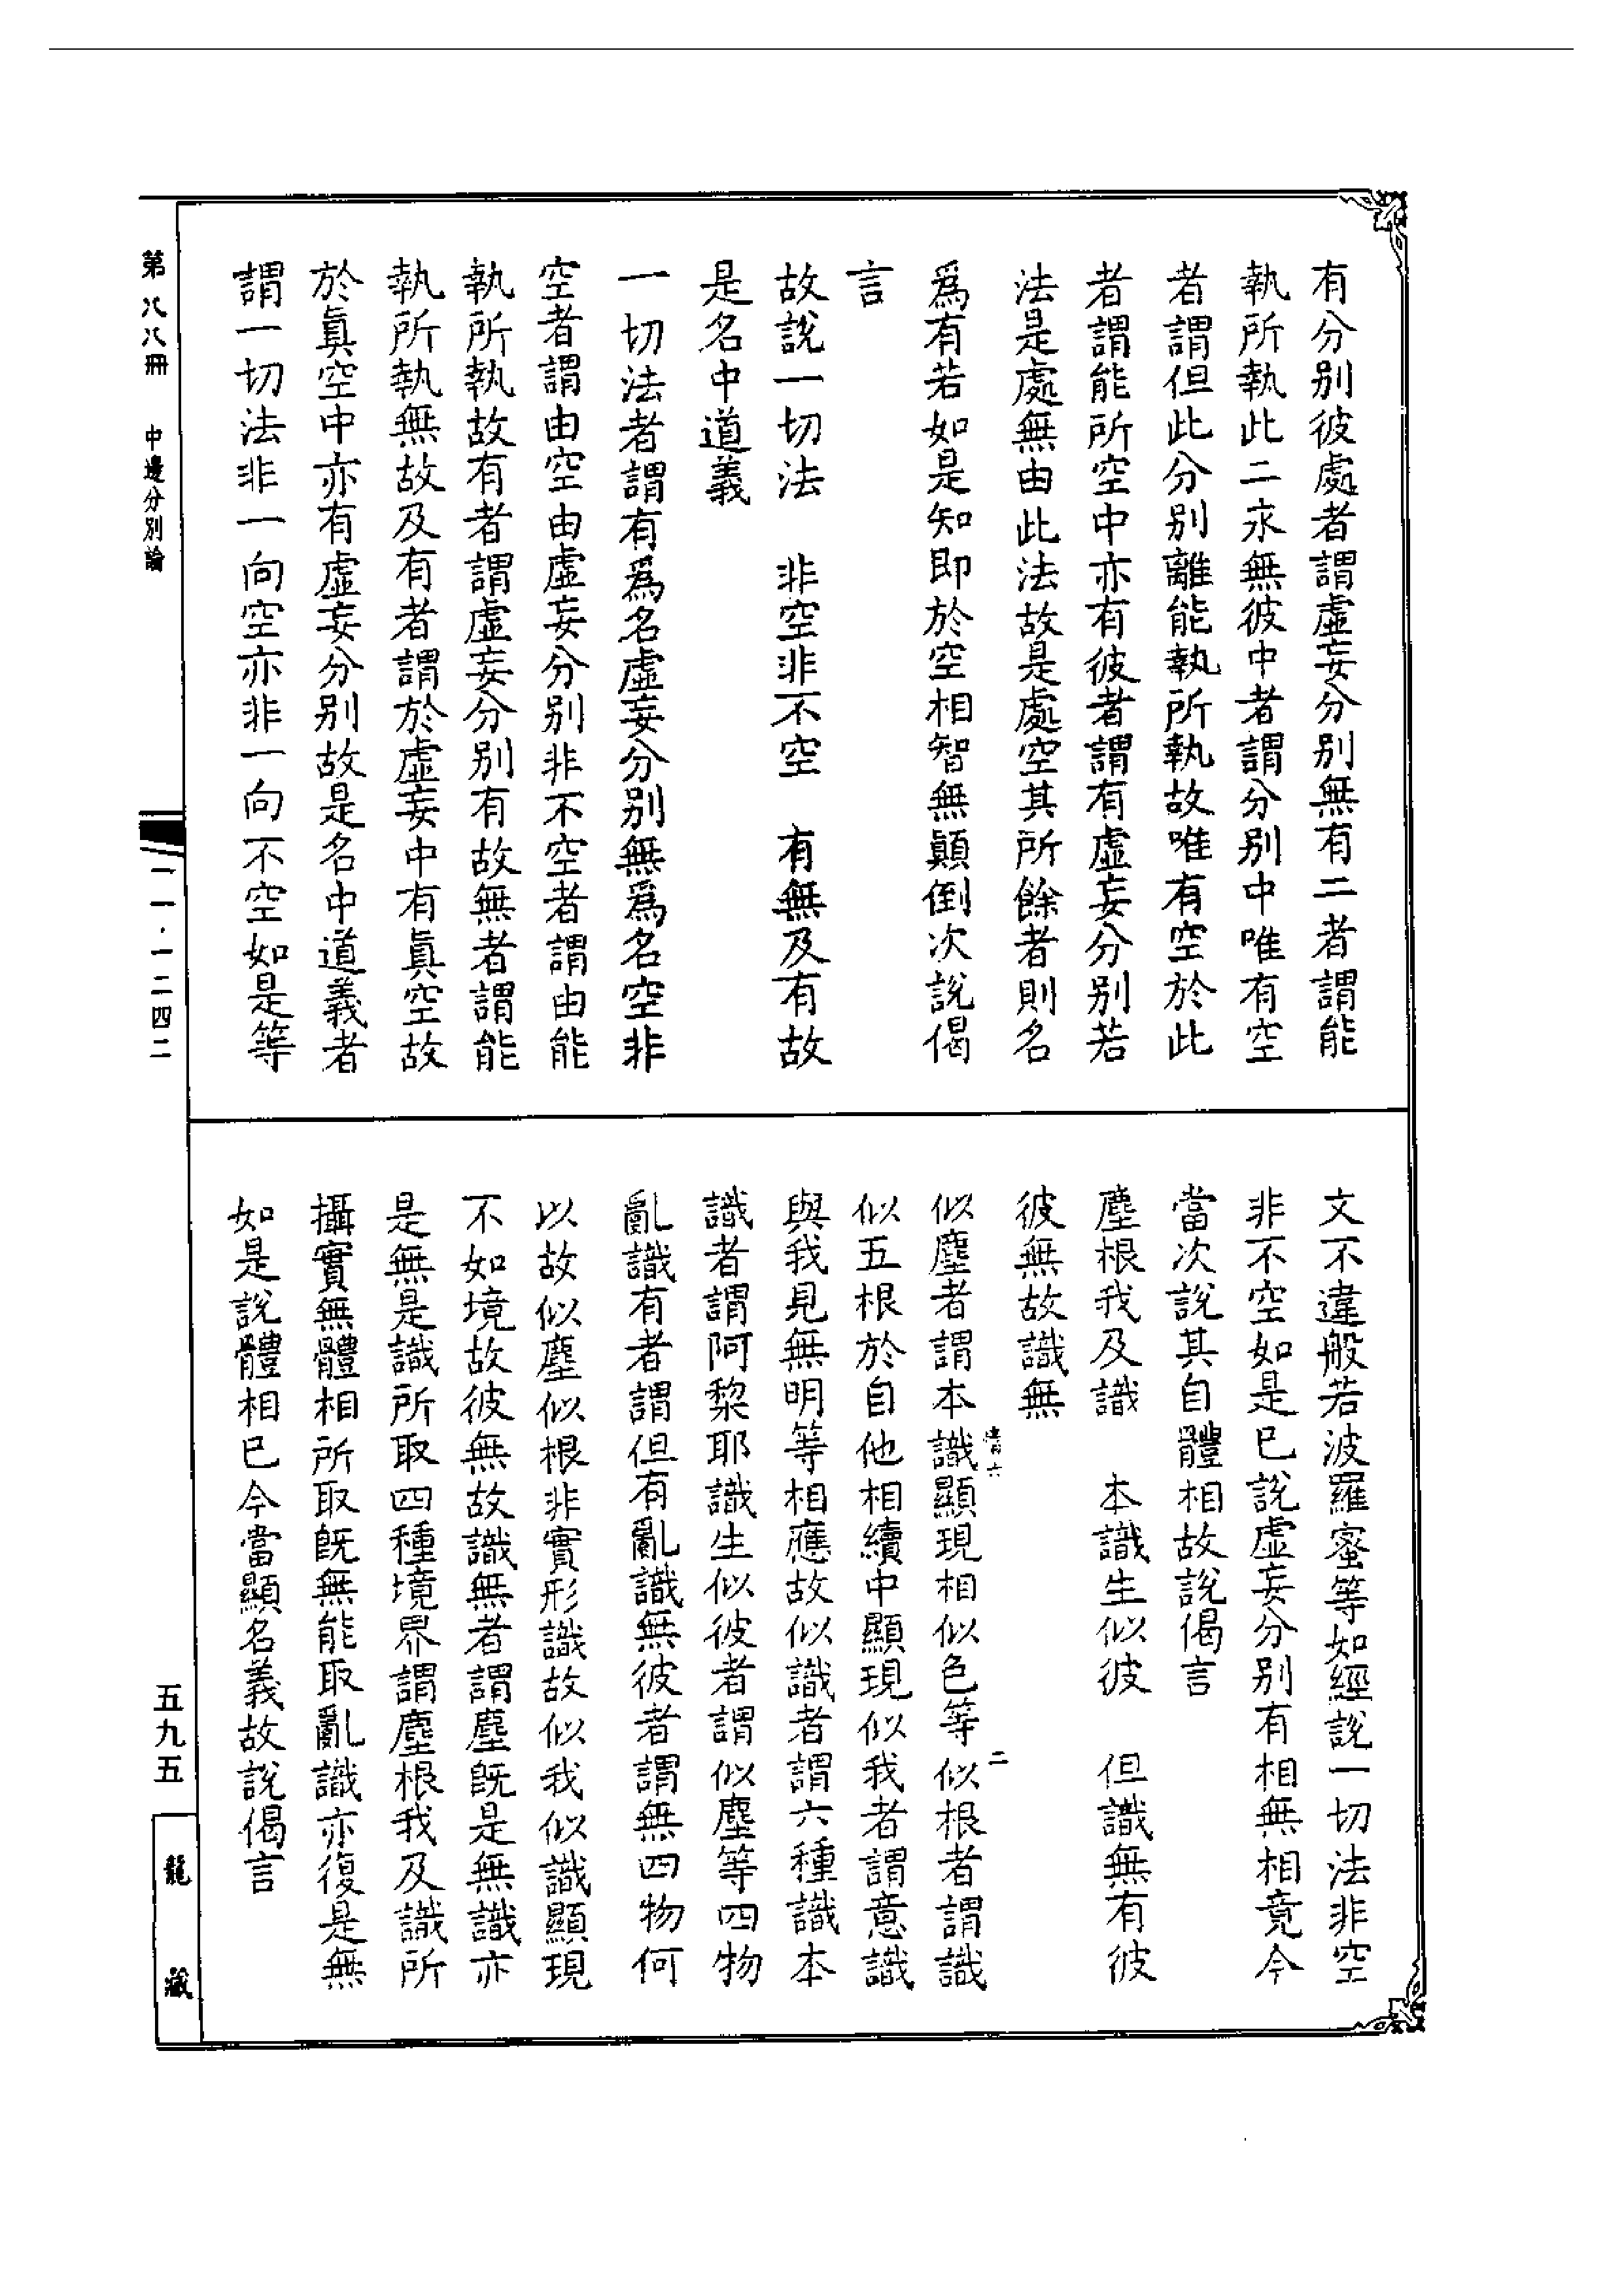 有分別彼處者謂虛妄分別無有二者謂能
執所執此二永無彼中者謂分別中唯有空
者謂但此分別離能執所執故唯有空於此
者謂能所空中亦有彼者謂有虛妄分別若
法是處無由此法故是處空其所餘者則名
爲有若如是知即於空相智無顛倒次說偈
言
故說一切法　非空非不空　有無及有故
是名中道義
一切法者謂有爲名虛妄分別無爲名空非
空者謂由空由虛妄分別非不空者謂由能
執所執故有者謂虛妄分別有故無者謂能
執所執無故及有者謂於虛妄中有眞空故
於眞空中亦有虛妄分別故是名中道義者
謂一切法非一向空亦非一向不空如是等
文不違般若波羅蜜等如經說一切法非空
非不空如是已說虛妄分別有相無相竟今
當次說其自體相故說偈言
塵根我及識　本識生似彼　但識無有彼
彼無故識無
似塵者謂本識顯現相似色等似根者謂識
情六
二
似五根於自他相續中顯現似我者謂意識
與我見無明等相應故似識者謂六種識本
識者謂阿黎耶識生似彼者謂似塵等四物
亂識有者謂但有亂識無彼者謂無四物何
以故似塵似根非實形識故似我似識顯現
不如境故彼無故識無者謂塵旣是無識亦
是無是識所取四種境界謂塵根我及識所
攝實無體相所取旣無能取亂識亦復是無
如是說體相已今當顯名義故說偈言
第八八冊　中邊分別論
二一·一二四二
五九五
龍藏